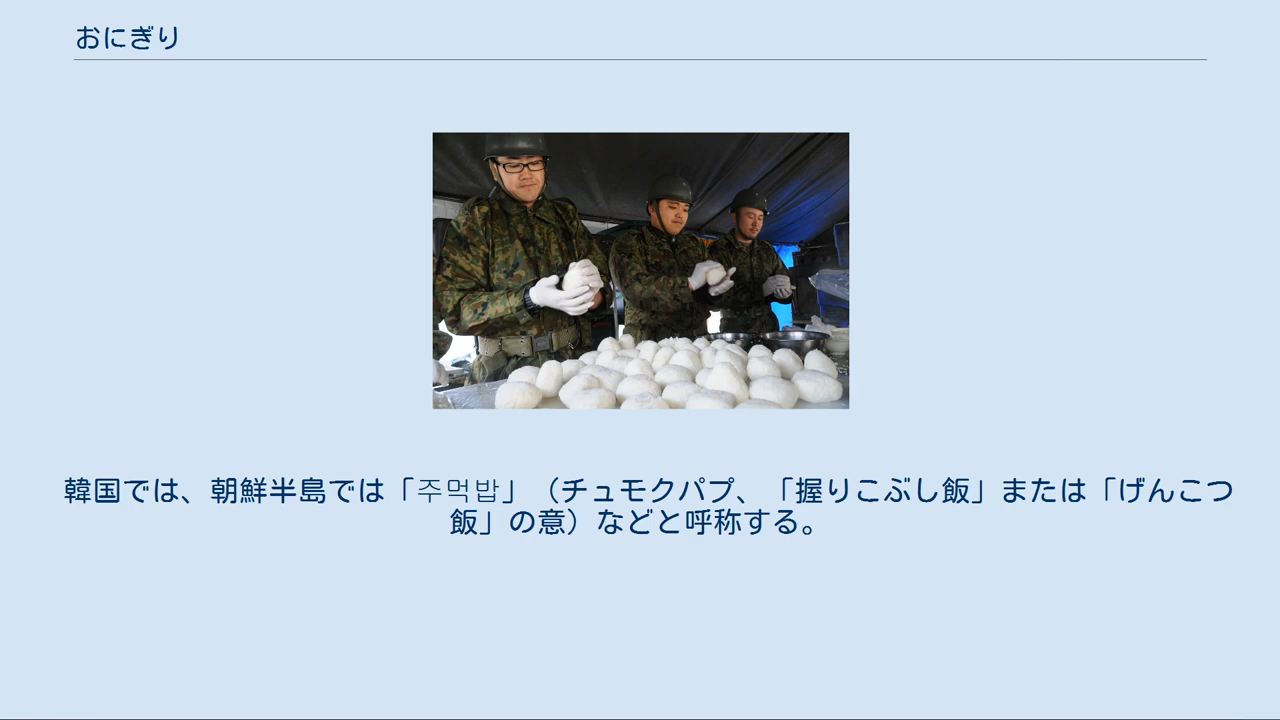 おにぎり
韓国では、朝鮮半島では「주먹밥」（チュモクパプ、「握りこぶし飯」または「げんこつ
飯」の意）などと呼称する。